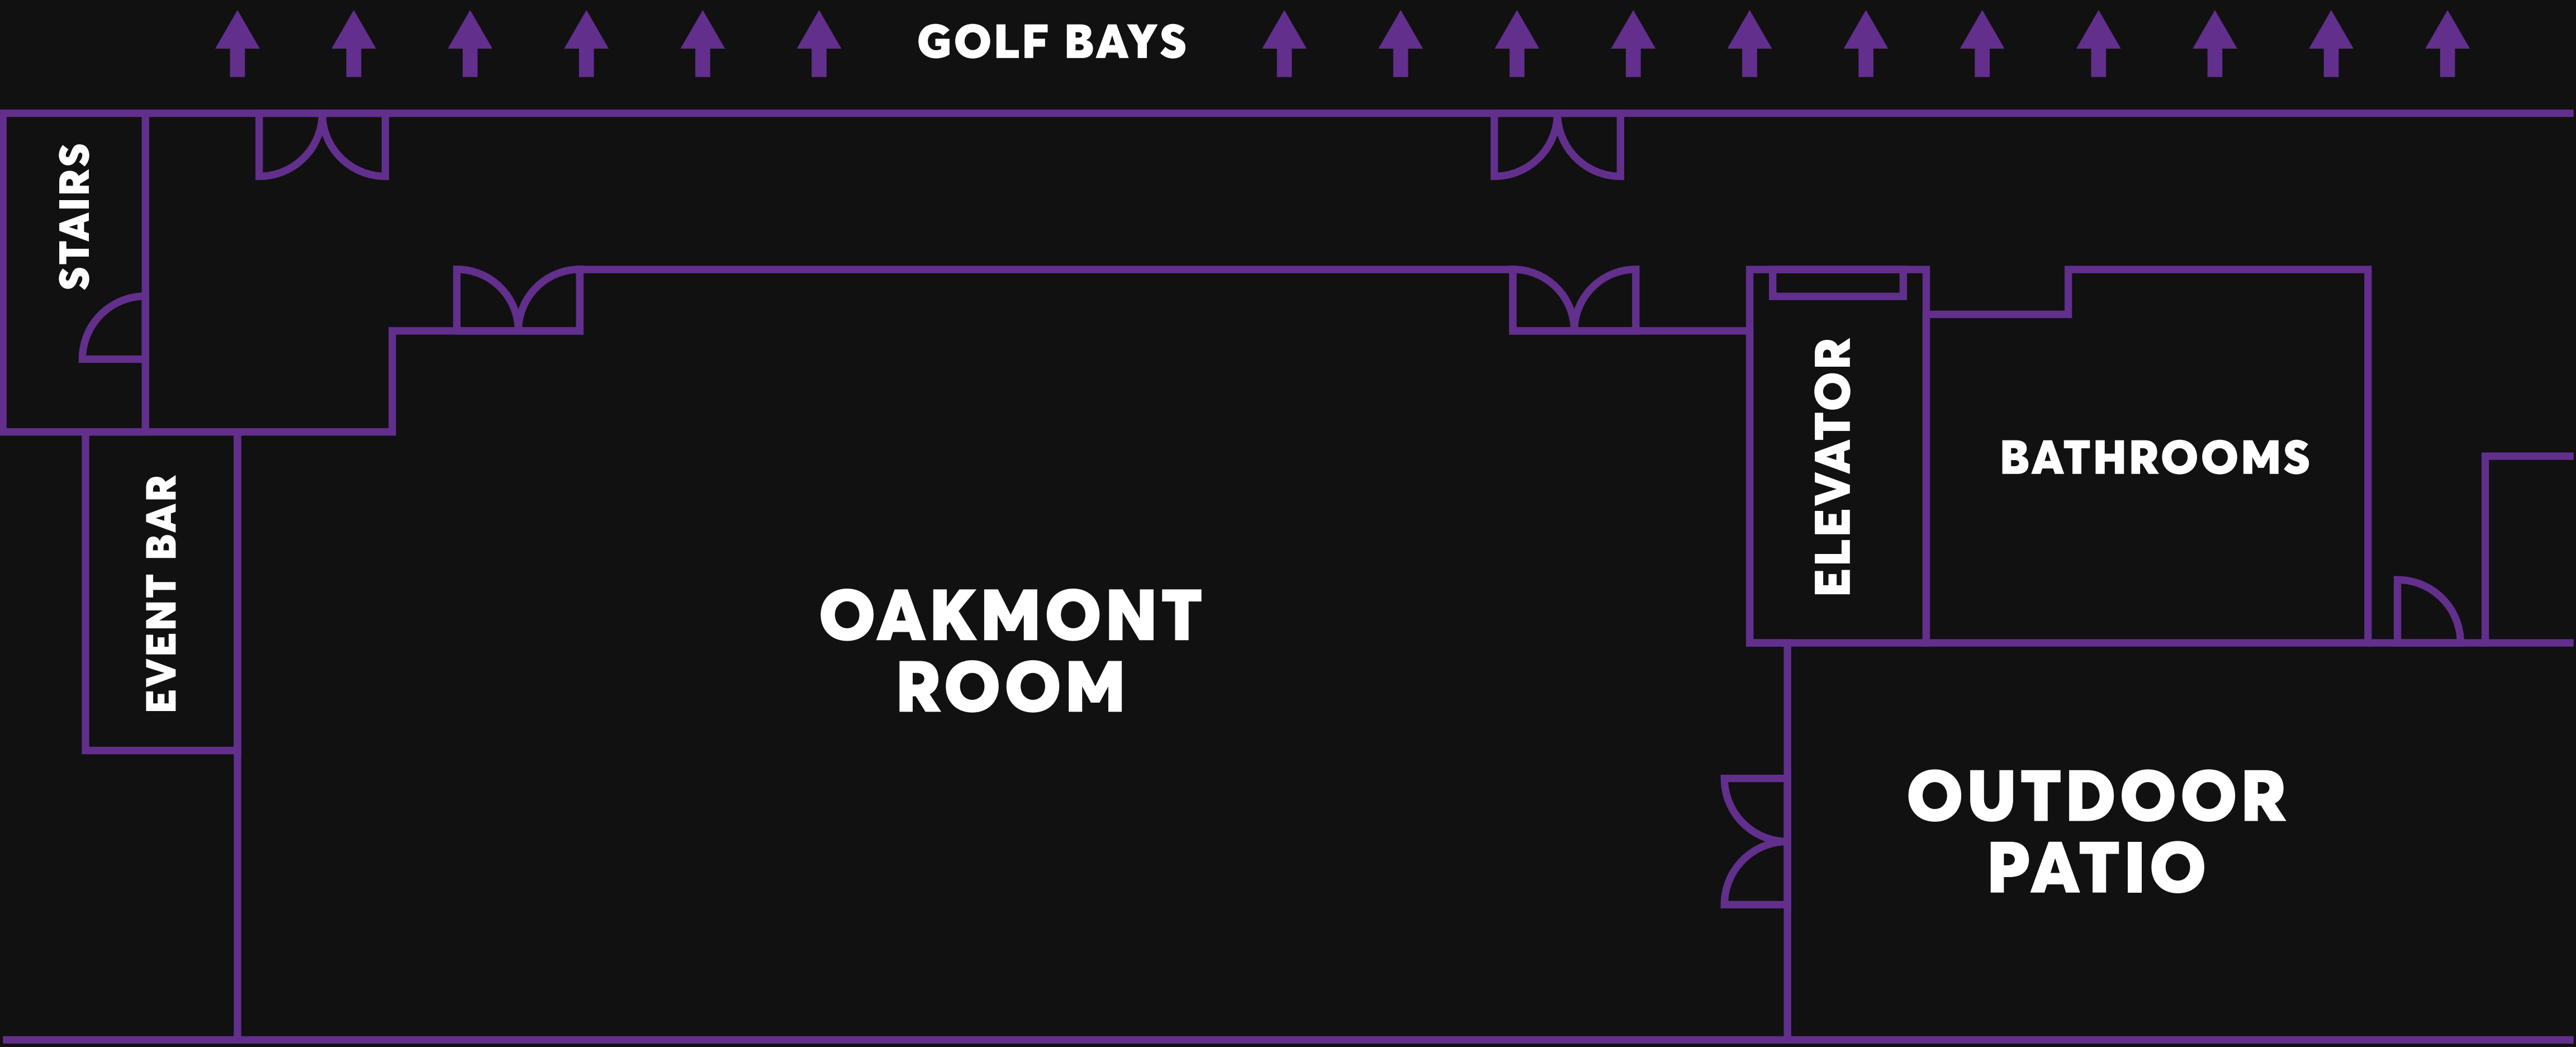 GOLF BAYS
STAIRS
ELEVATOR
BATHROOMS
EVENT BAR
OAKMONT
ROOM
OUTDOOR
PATIO